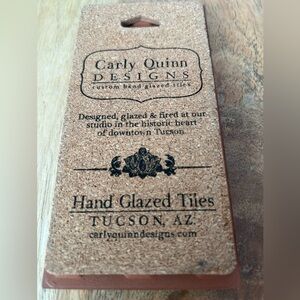 Carly Quinn
DESIGNS
custom hand glazed tiles
Designed, glazed & fired at our
studio in the historic heart
of downtown Tucson.
Hand Glazed Tiles
TUCSON, AZ.
carlyquinndesigns.com